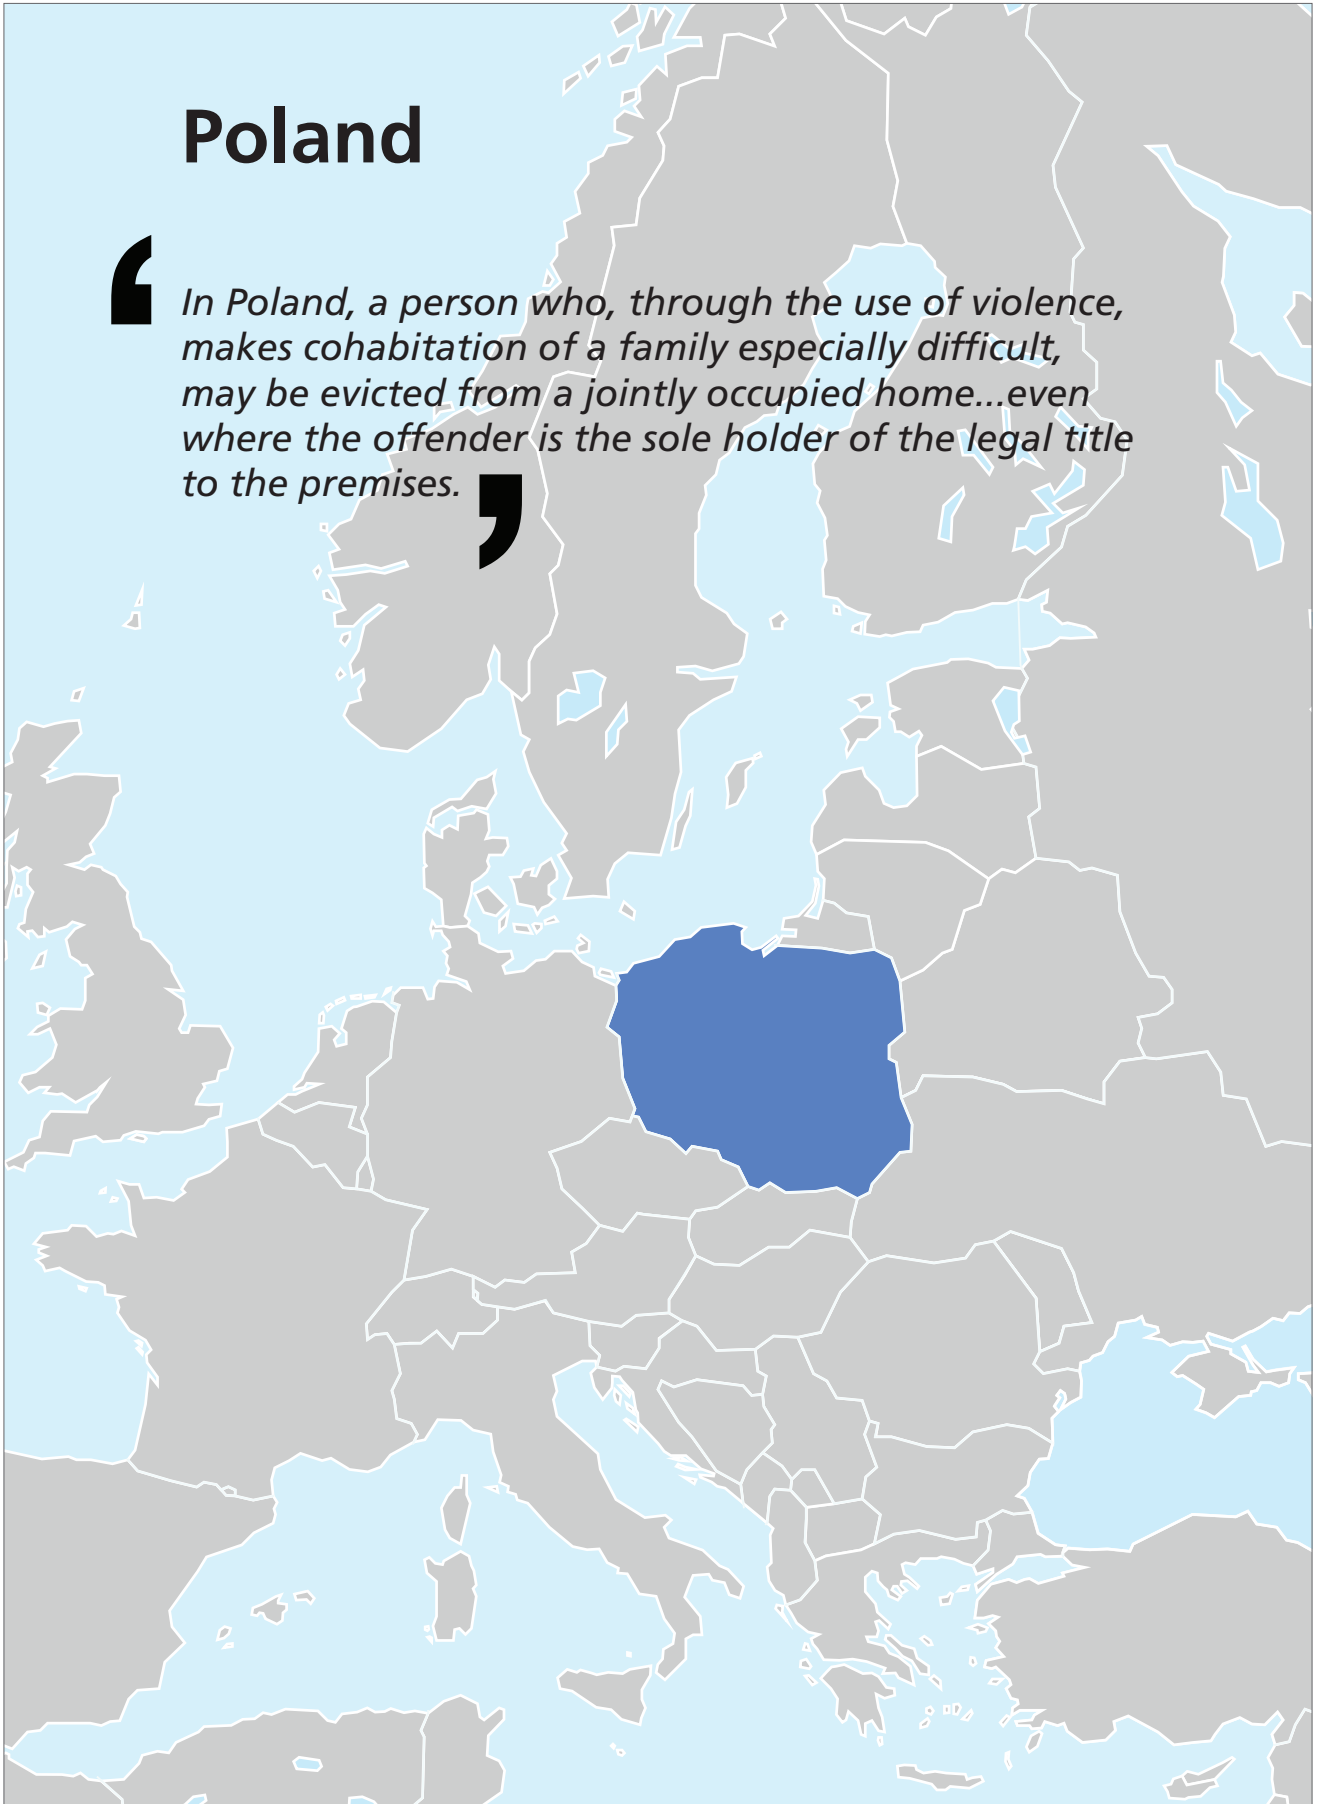 Poland
‘
In Poland, a person who, through the use of violence,
makes cohabitation of a family especially difficult,
may be evicted from a jointly occupied home...even
where the offender is the sole holder of the legal title
to the premises. ’